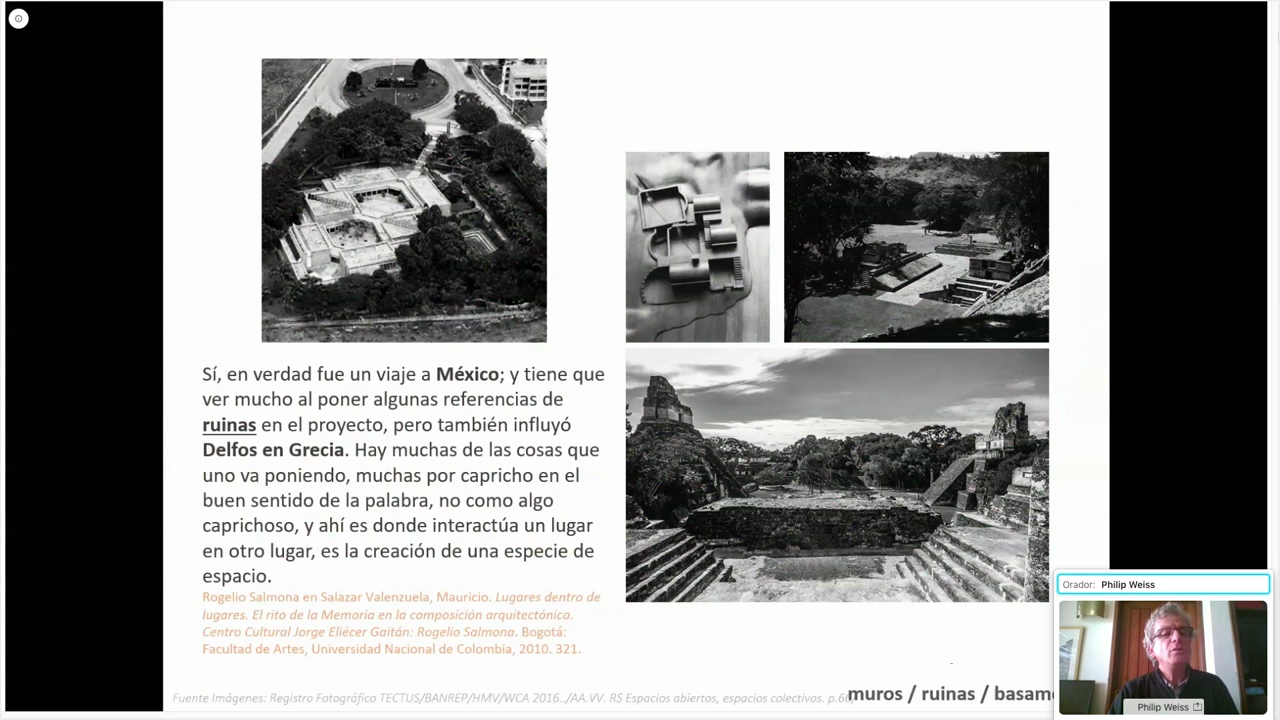 Sí, en verdad fue un viaje a México; y tiene que
ver mucho al poner algunas referencias de
ruinas en el proyecto, pero también influyó
Delfos en Grecia. Hay muchas de las cosas que
uno va poniendo, muchas por capricho en el
buen sentido de la palabra, no como algo
caprichoso, y ahí es donde interactúa un lugar
en otro lugar, es la creación de una especie de
espacio.
Rogelio Salmona en Salazar Valenzuela, Mauricio. Lugares dentro de
lugares. El rito de la Memoria en la composición arquitectónica.
Centro Cultural Jorge Eliécer Gaitán: Rogelio Salmona. Bogotá:
Facultad de Artes, Universidad Nacional de Colombia, 2010. 321.
Fuente Imágenes: Registro Fotográfico TECTUS/BANREP/HMV/WCA 2016../AA.VV. RS Espacios abiertos, espacios colectivos.
muros / ruinas /
Orador: Philip Weiss
Philip Weiss